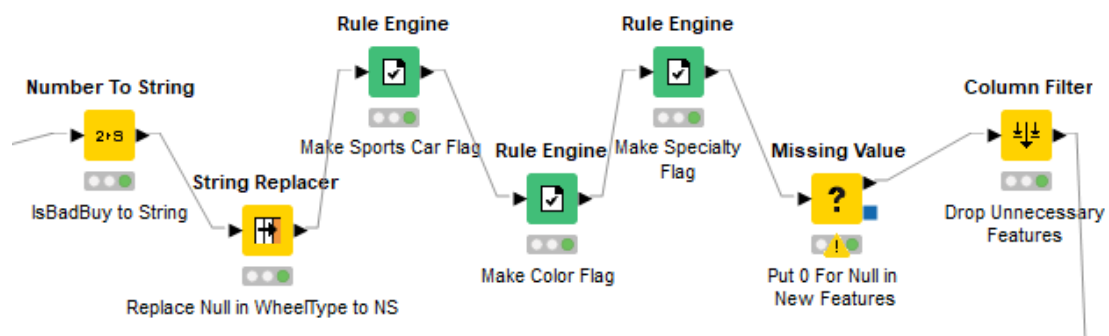 Number To String
2›S
IsBadBuy to String
String Replacer
Replace Null in WheelType to NS
Rule Engine
Make Sports Car Flag
Rule Engine
Make Color Flag
Rule Engine
Make Specialty
Flag
Missing Value
?
!
Put 0 For Null in
New Features
Column Filter
Drop Unnecessary
Features